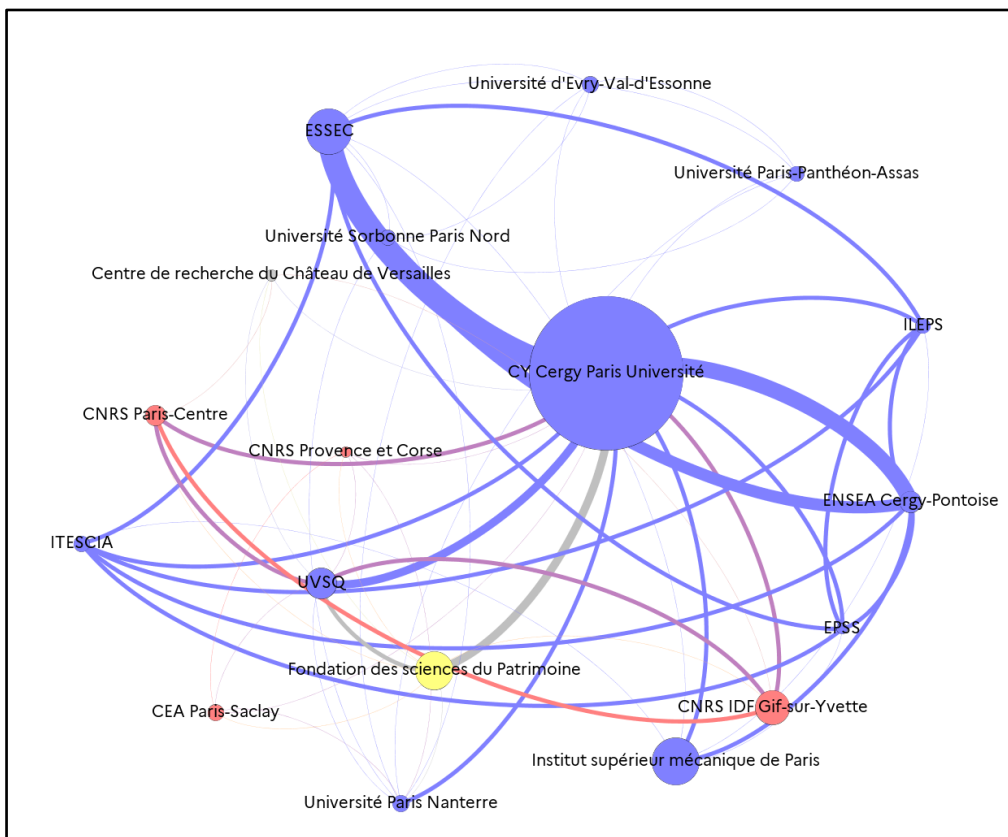 Université d'Evry-Val-d'Essonne
ESSEC
Université Paris-Panthéon-Assas
Université Sorbonne Paris Nord
Centre de recherche du Château de Versailles
ILEPS
CY Cergy Paris Université
CNRS Paris-Centre
CNRS Provence et Corse
ENSEA Cergy-Pontoise
ITESCIA
UVSQ
EPSS
Fondation des sciences du Patrimoine
CNRS IDF Gif-sur-Yvette
CEA Paris-Saclay
Institut supérieur mécanique de Paris
Université Paris Nanterre